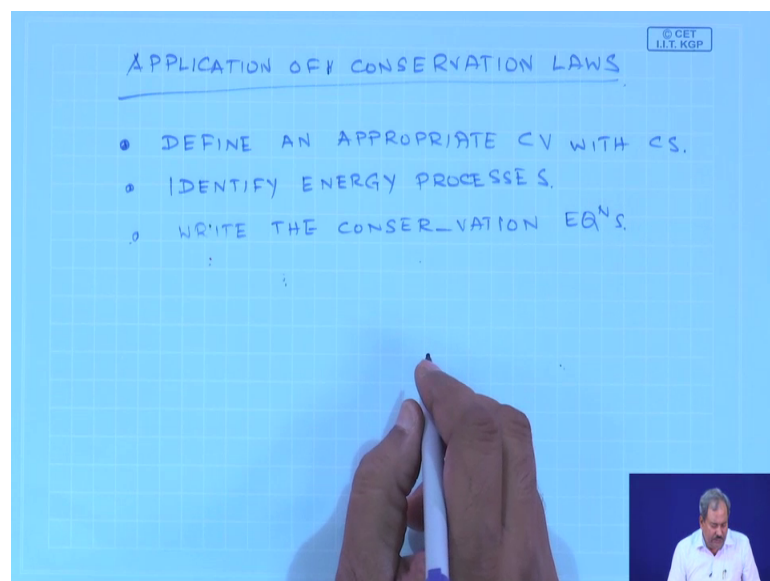 © CET
I.I.T. KGP
APPLICATION OF CONSERVATION LAWS
• DEFINE AN APPROPRIATE CV WITH CS.
• IDENTIFY ENERGY PROCESSES.
• WRITE THE CONSER_VATION EQᴺS.